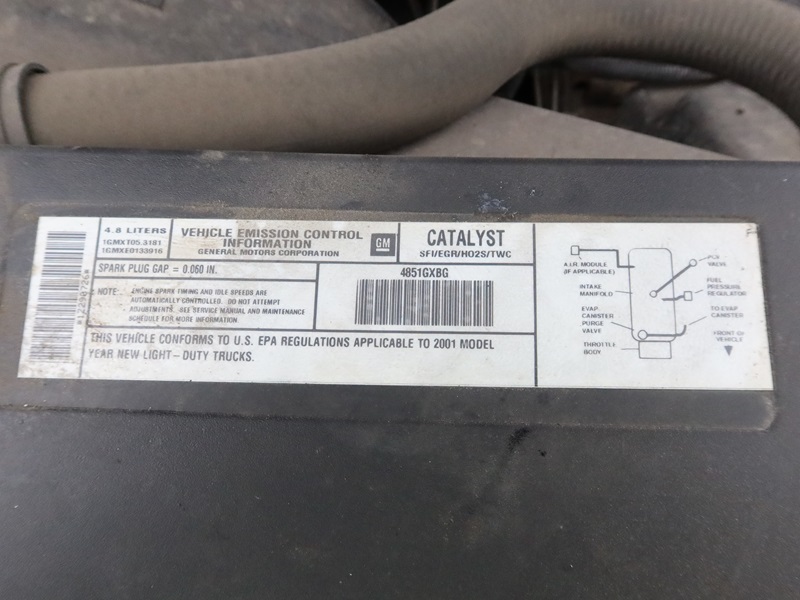 4.8 LITERS
1GMXT05.3181
1GMXE0133916
VEHICLE EMISSION CONTROL
INFORMATION
GENERAL MOTORS CORPORATION
GM
CATALYST
SFI/EGR/HO2S/TWC
SPARK PLUG GAP = 0.060 IN.
NOTE: ENGINE SPARK TIMING AND IDLE SPEEDS ARE
AUTOMATICALLY CONTROLLED. DO NOT ATTEMPT
ADJUSTMENTS. SEE SERVICE MANUAL AND MAINTENANCE
SCHEDULE FOR MORE INFORMATION.
4851GXBG
THIS VEHICLE CONFORMS TO U.S. EPA REGULATIONS APPLICABLE TO 2001 MODEL
YEAR NEW LIGHT-DUTY TRUCKS.
A.I.R. MODULE
(IF APPLICABLE)
INTAKE
MANIFOLD
EVAP
CANISTER
PURGE
VALVE
THROTTLE
BODY
PCV
VALVE
FUEL
PRESSURE
REGULATOR
TO EVAP
CANISTER
FRONT OF
VEHICLE